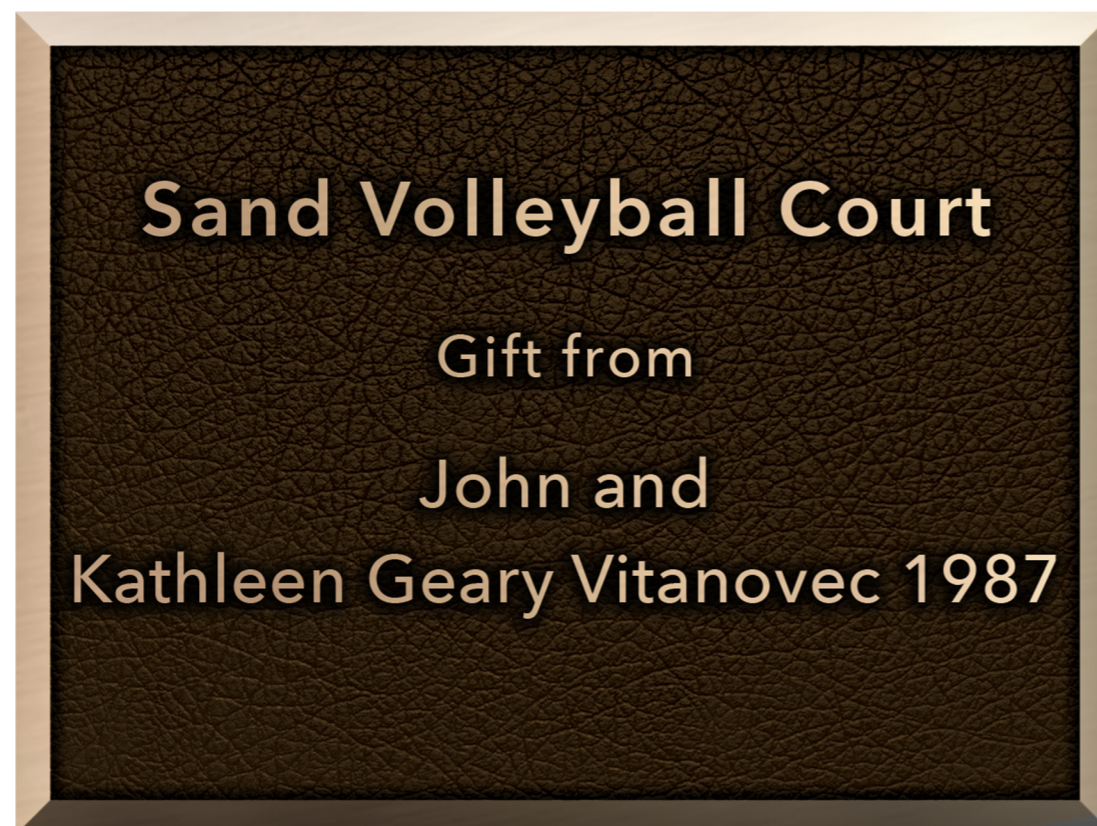 Sand Volleyball Court
Gift from
John and
Kathleen Geary Vitanovec 1987